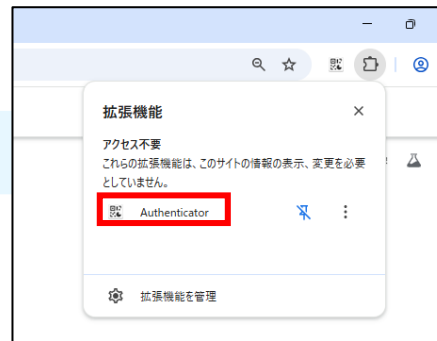 拡張機能
アクセス不要
これらの拡張機能は、このサイトの情報の表示、変更を必要
としていません。
Authenticator
拡張機能を管理